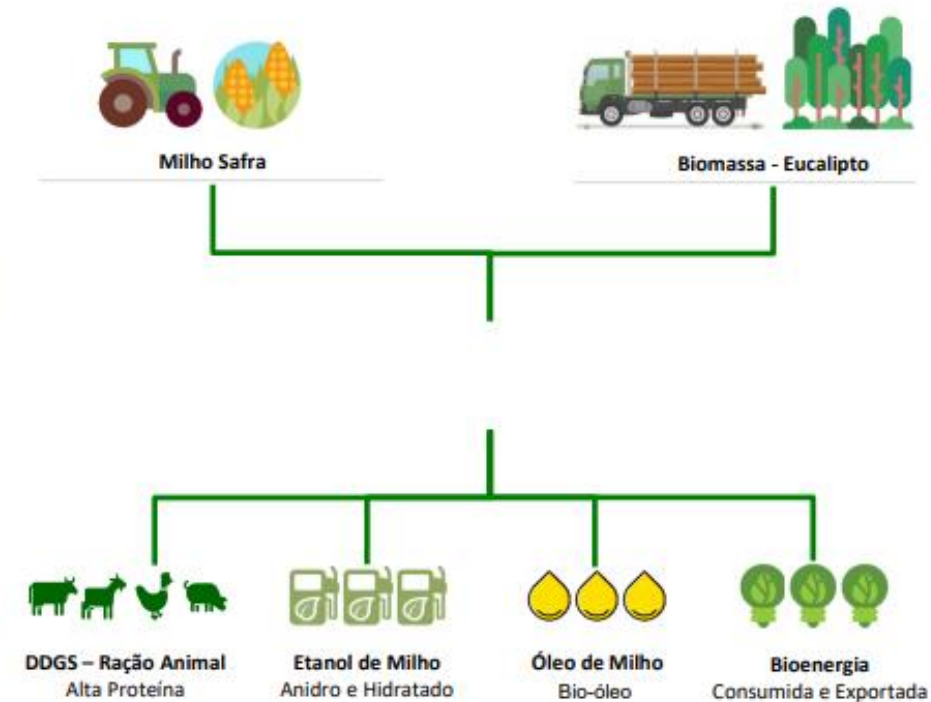 Milho Safra
Biomassa - Eucalipto
DDGS – Ração Animal
Alta Proteína
Etanol de Milho
Anidro e Hidratado
Óleo de Milho
Bio-óleo
Bioenergia
Consumida e Exportada